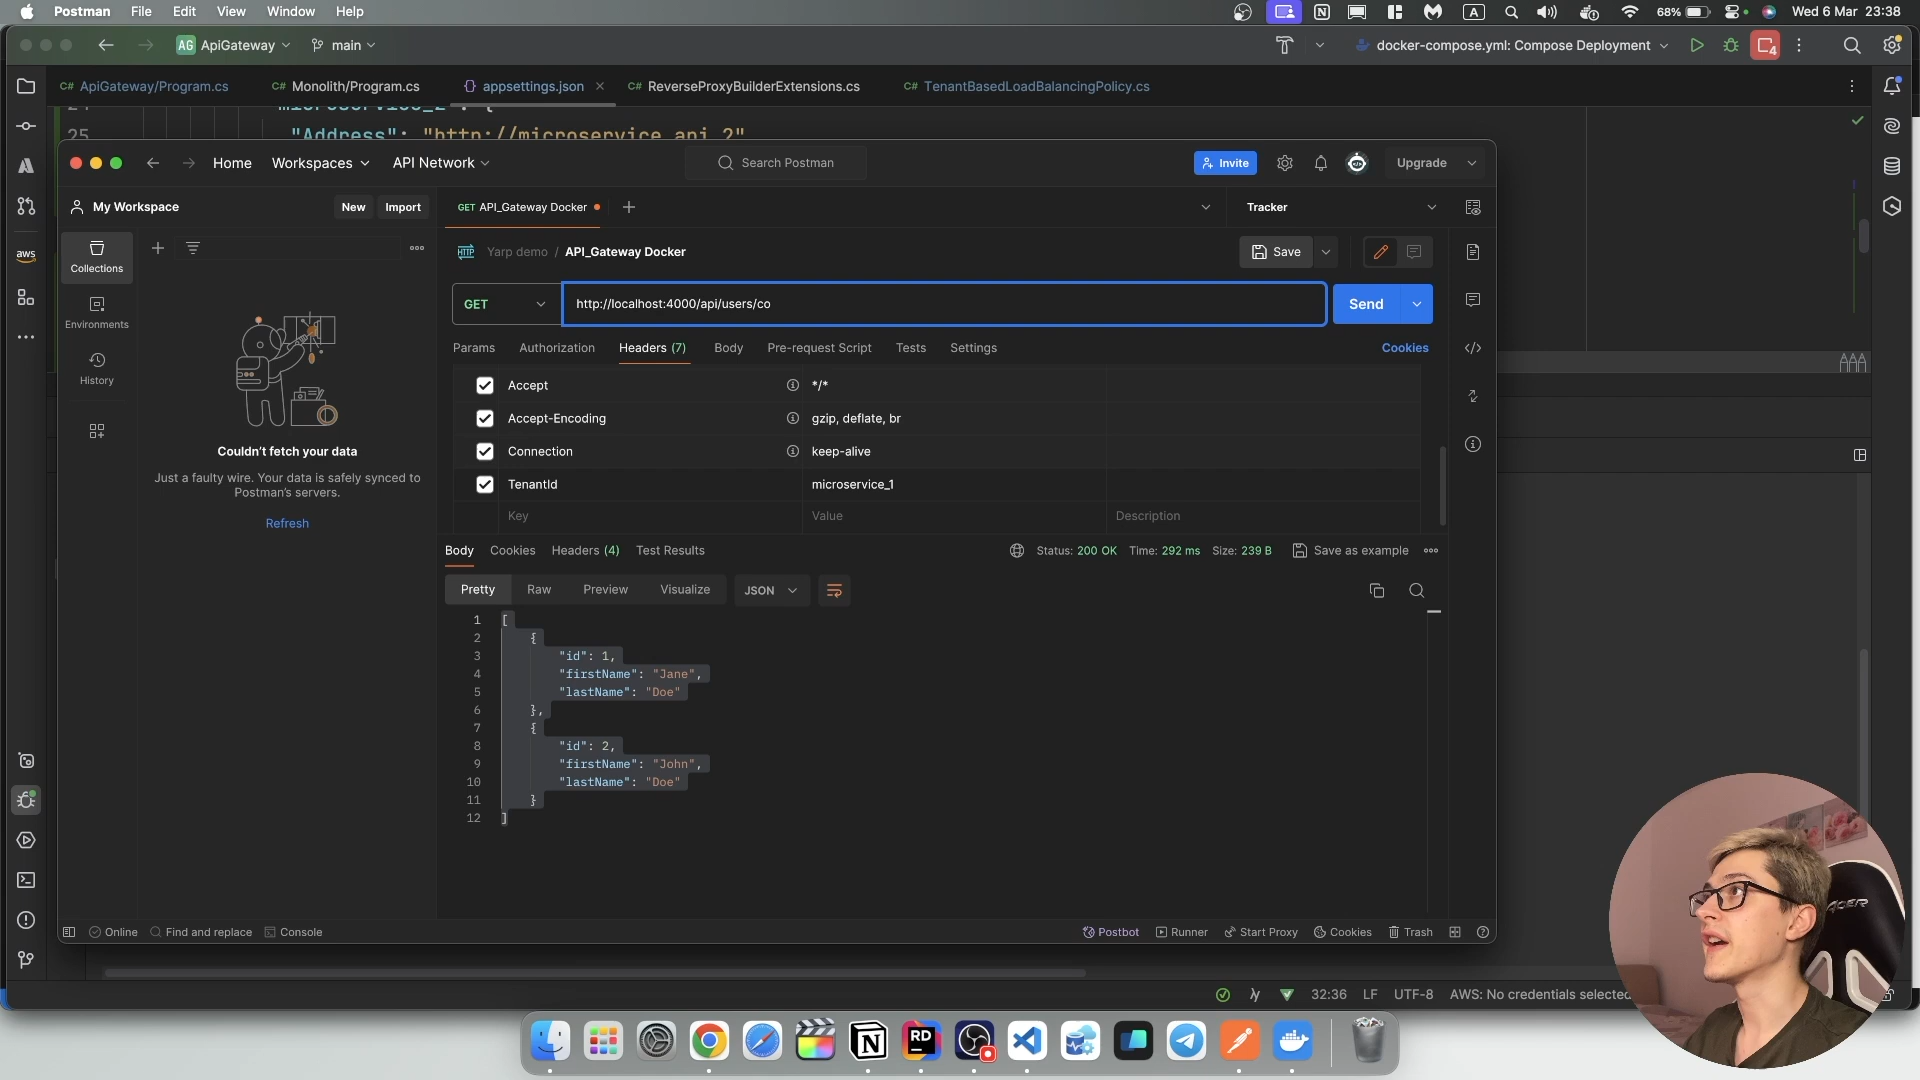 Postman File Edit View Window Help
68% Wed 6 Mar 23:38
AG ApiGateway main
docker-compose.yml: Compose Deployment
4
C# ApiGateway/Program.cs
C# Monolith/Program.cs
{} appsettings.json
C# ReverseProxyBuilderExtensions.cs
C# TenantBasedLoadBalancingPolicy.cs
25
"Address": "http://microservice_api_2"
Home Workspaces API Network
Search Postman
Invite
Upgrade
My Workspace
New Import
GET API_Gateway Docker
Tracker
aws
Collections
Environments
History
Couldn't fetch your data
Just a faulty wire. Your data is safely synced to
Postman's servers.
Refresh
HTTP Yarp demo / API_Gateway Docker
Save
GET http://localhost:4000/api/users/co
Send
Params Authorization Headers (7) Body Pre-request Script Tests Settings
Cookies
Accept */*
Accept-Encoding gzip, deflate, br
Connection keep-alive
TenantId microservice_1
Key Value Description
Body Cookies Headers (4) Test Results
Status: 200 OK Time: 292 ms Size: 239 B Save as example
Pretty Raw Preview Visualize JSON
1 [
2 {
3 "id": 1,
4 "firstName": "Jane",
5 "lastName": "Doe"
6 },
7 {
8 "id": 2,
9 "firstName": "John",
10 "lastName": "Doe"
11 }
12 ]
Online Find and replace Console
Postbot Runner Start Proxy Cookies Trash
32:36 LF UTF-8 AWS: No credentials selected
RD